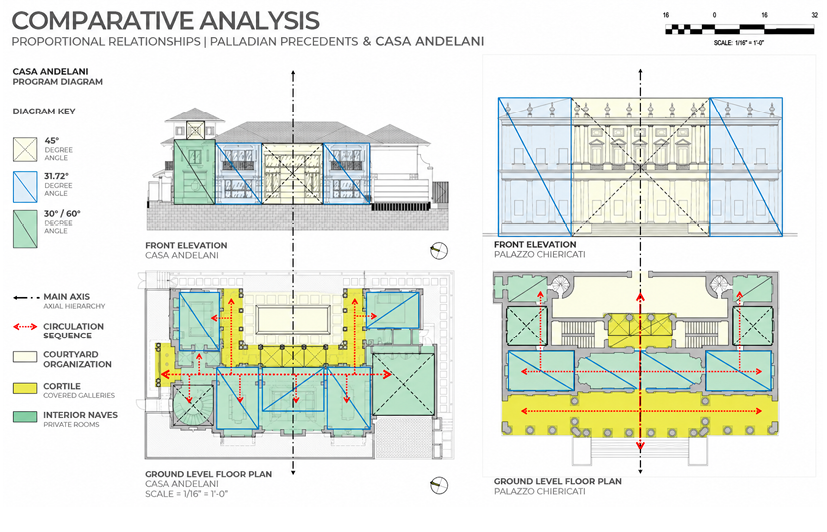 COMPARATIVE ANALYSIS
PROPORTIONAL RELATIONSHIPS | PALLADIAN PRECEDENTS & CASA ANDELANI
16 0 16 32
SCALE: 1/16" = 1'-0"
CASA ANDELANI
PROGRAM DIAGRAM
DIAGRAM KEY
45°
DEGREE
ANGLE
31.72°
DEGREE
ANGLE
30° / 60°
DEGREE
ANGLE
MAIN AXIS
AXIAL HIERARCHY
CIRCULATION
SEQUENCE
COURTYARD
ORGANIZATION
CORTILE
COVERED GALLERIES
INTERIOR NAVES
PRIVATE ROOMS
FRONT ELEVATION
CASA ANDELANI
FRONT ELEVATION
PALAZZO CHIERICATI
GROUND LEVEL FLOOR PLAN
CASA ANDELANI
SCALE = 1/16" = 1'-0"
GROUND LEVEL FLOOR PLAN
PALAZZO CHIERICATI